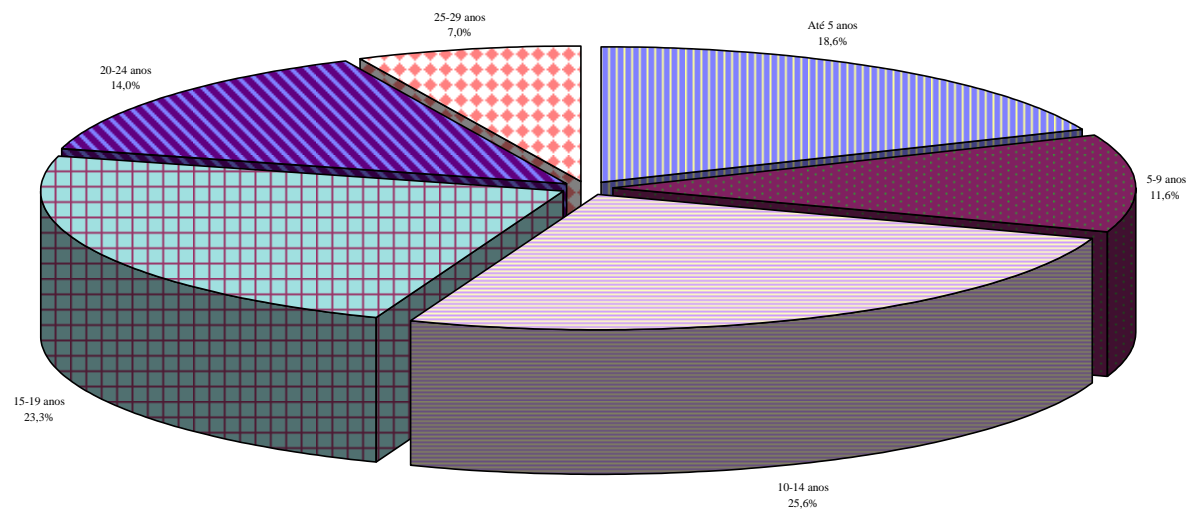 25-29 anos
7,0%
Até 5 anos
18,6%
20-24 anos
14,0%
5-9 anos
11,6%
15-19 anos
23,3%
10-14 anos
25,6%